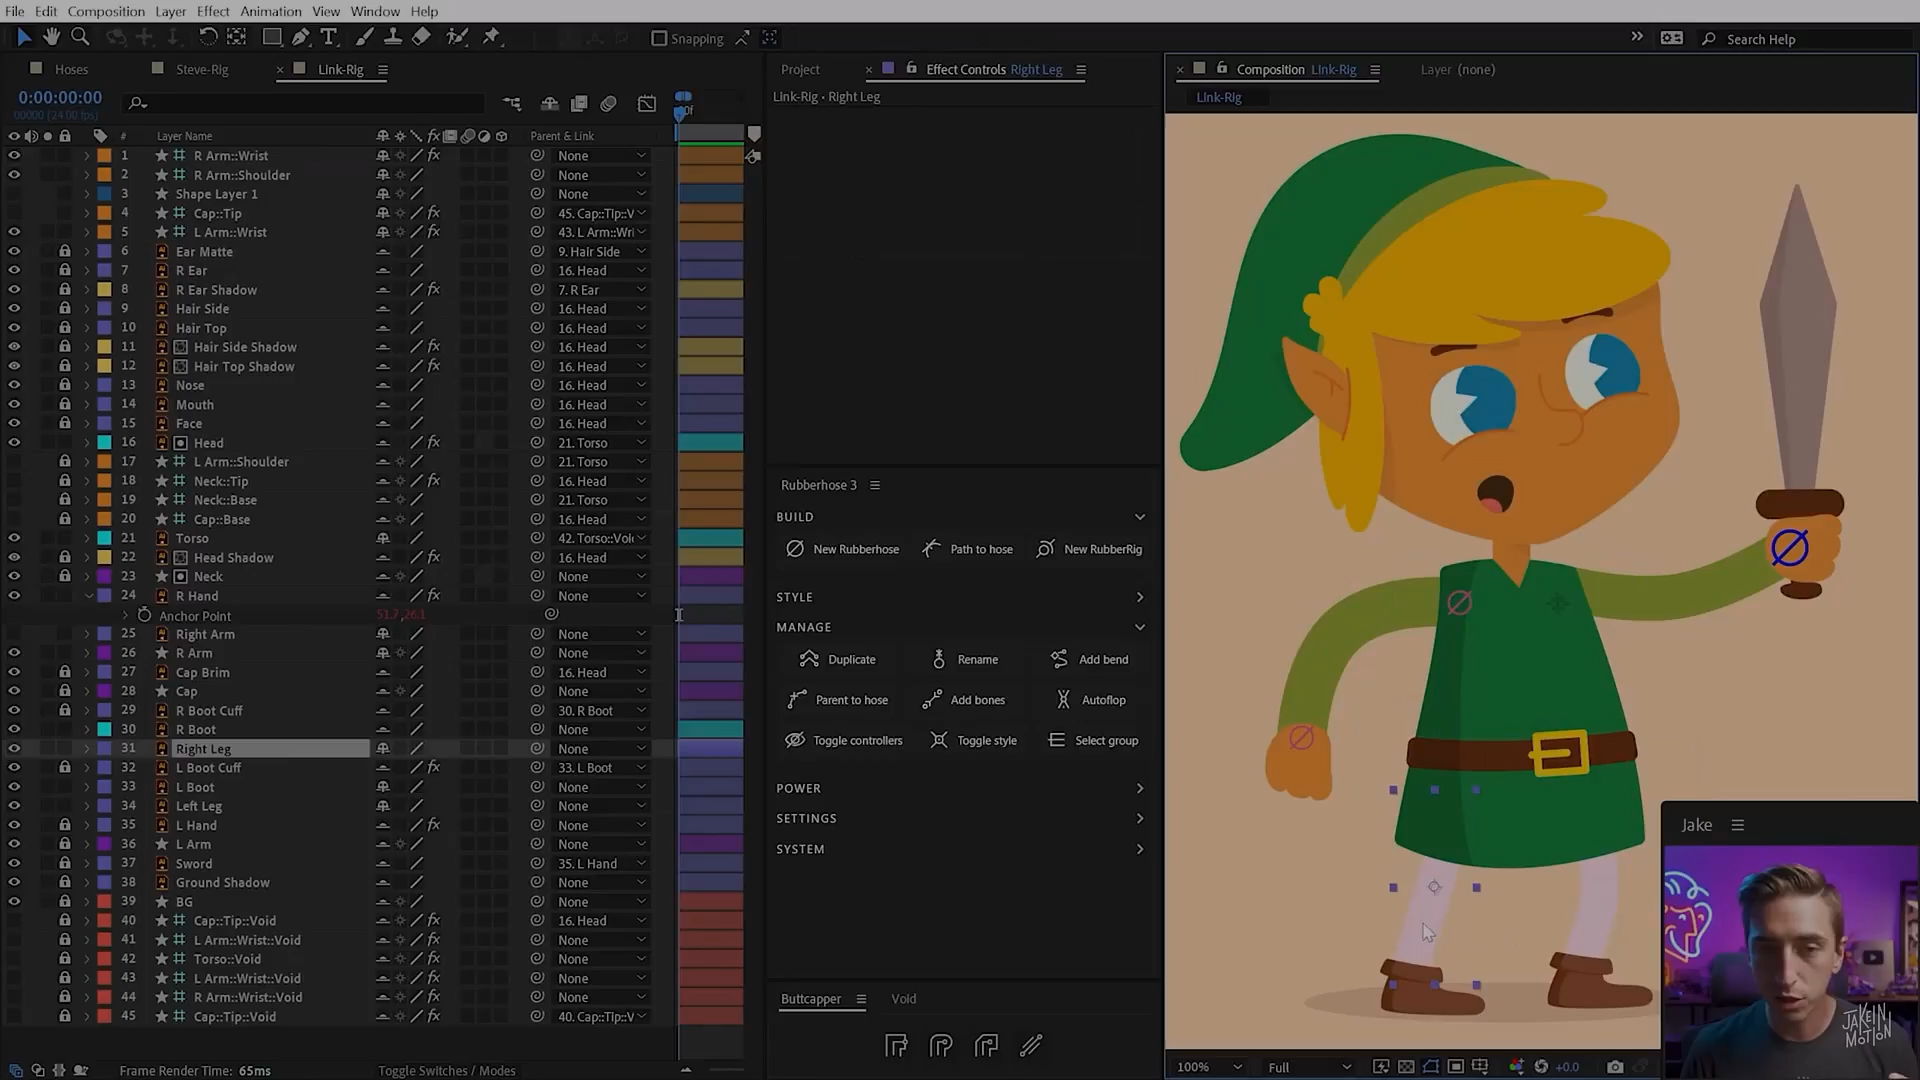 File Edit Composition Layer Effect Animation View Window Help
Snapping
Search Help
Hoses Steve-Rig Link-Rig
Project Effect Controls Right Leg
Composition Link-Rig Layer (none)
0:00:00:00
00000 (24.00 fps)
Link-Rig • Right Leg
Link-Rig
# Layer Name Parent & Link
1 R Arm::Wrist None
2 R Arm::Shoulder None
3 Shape Layer 1 None
4 Cap::Tip 45. Cap::Tip::V
5 L Arm::Wrist 43. L Arm::Wri
6 Ear Matte 9. Hair Side
7 R Ear 16. Head
8 R Ear Shadow 7. R Ear
9 Hair Side 16. Head
10 Hair Top 16. Head
11 Hair Side Shadow 16. Head
12 Hair Top Shadow 16. Head
13 Nose 16. Head
14 Mouth 16. Head
15 Face 16. Head
16 Head 21. Torso
17 L Arm::Shoulder 21. Torso
18 Neck::Tip 16. Head
19 Neck::Base 21. Torso
20 Cap::Base 16. Head
21 Torso 42. Torso::Voi
22 Head Shadow 16. Head
23 Neck None
24 R Hand None
Anchor Point 51.7,26.1
25 Right Arm None
26 R Arm None
27 Cap Brim 16. Head
28 Cap None
29 R Boot Cuff 30. R Boot
30 R Boot None
31 Right Leg None
32 L Boot Cuff 33. L Boot
33 L Boot None
34 Left Leg None
35 L Hand None
36 L Arm None
37 Sword 35. L Hand
38 Ground Shadow None
39 BG None
40 Cap::Tip::Void 16. Head
41 L Arm::Wrist::Void None
42 Torso::Void None
43 L Arm::Wrist::Void None
44 R Arm::Wrist::Void None
45 Cap::Tip::Void 40. Cap::Tip:V
Frame Render Time: 65ms
Toggle Switches / Modes
Rubberhose 3
BUILD
New Rubberhose Path to hose New RubberRig
STYLE
MANAGE
Duplicate Rename Add bend
Parent to hose Add bones Autoflop
Toggle controllers Toggle style Select group
POWER
SETTINGS
SYSTEM
Buttcapper Void
100% Full +0.0
Jake
JAKE IN MOTION